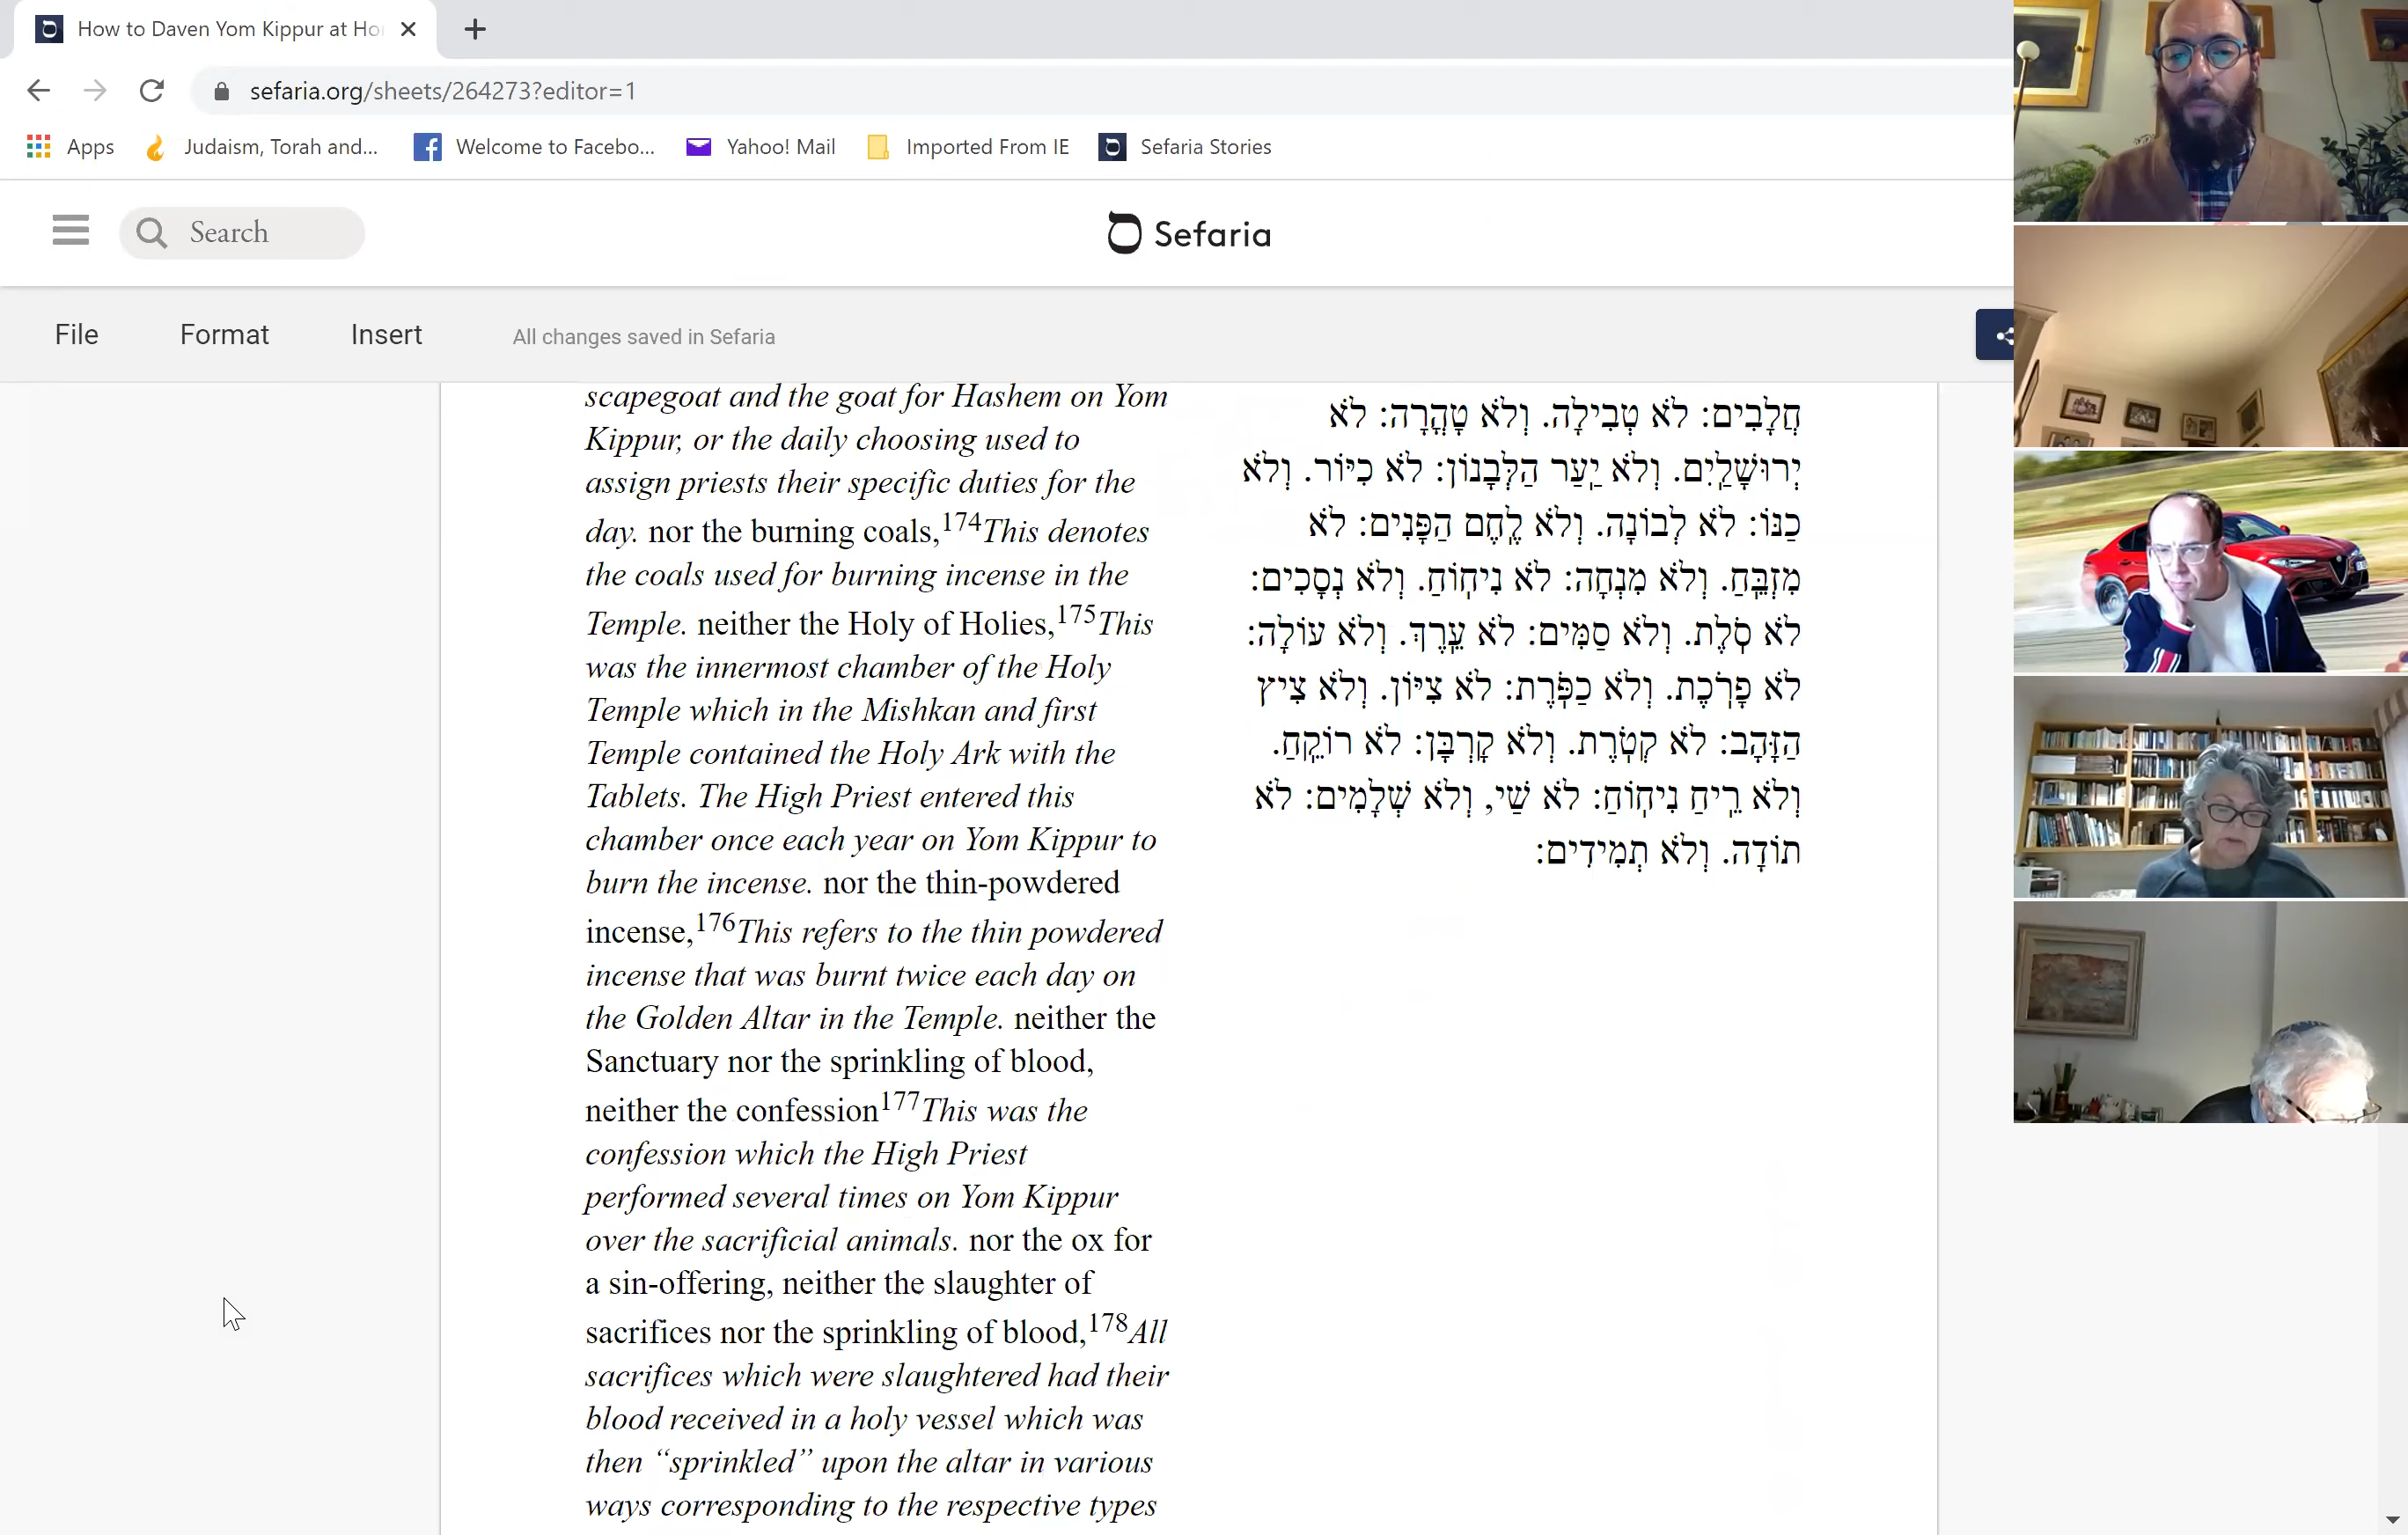 How to Daven Yom Kippur at Ho
sefaria.org/sheets/264273?editor=1
Apps
Judaism, Torah and...
Welcome to Facebo...
Yahoo! Mail
Imported From IE
Sefaria Stories
Search
Sefaria
File
Format
Insert
All changes saved in Sefaria
scapegoat and the goat for Hashem on Yom
Kippur, or the daily choosing used to
assign priests their specific duties for the
day. nor the burning coals,174This denotes
the coals used for burning incense in the
Temple. neither the Holy of Holies,175This
was the innermost chamber of the Holy
Temple which in the Mishkan and first
Temple contained the Holy Ark with the
Tablets. The High Priest entered this
chamber once each year on Yom Kippur to
burn the incense. nor the thin-powdered
incense,176This refers to the thin powdered
incense that was burnt twice each day on
the Golden Altar in the Temple. neither the
Sanctuary nor the sprinkling of blood,
neither the confession177This was the
confession which the High Priest
performed several times on Yom Kippur
over the sacrificial animals. nor the ox for
a sin-offering, neither the slaughter of
sacrifices nor the sprinkling of blood,178All
sacrifices which were slaughtered had their
blood received in a holy vessel which was
then “sprinkled” upon the altar in various
ways corresponding to the respective types
חֲלָבִים: לֹא טְבִילָה. וְלֹא טָהֳרָה: לֹא
יְרוּשָׁלַיִם. וְלֹא יַֽעַר הַלְּבָנוֹן: לֹא כִיּוֹר. וְלֹא
כַנּוֹ: לֹא לְבוֹנָה. וְלֹא לֶֽחֶם הַפָּנִים: לֹא
מִזְבֵּֽחַ. וְלֹא מִנְחָה: לֹא נִיחֽוֹחַ. וְלֹא נְסָכִים:
לֹא סֹֽלֶת. וְלֹא סַמִּים: לֹא עֵֽרֶךְ. וְלֹא עוֹלָה:
לֹא פָרֹֽכֶת. וְלֹא כַפֹּֽרֶת: לֹא צִיּוֹן. וְלֹא צִיץ
הַזָּהָב: לֹא קְטֹֽרֶת. וְלֹא קָרְבָּן: לֹא רוֹקֵֽחַ.
וְלֹא רֵֽיחַ נִיחֽוֹחַ: לֹא שַׁי, וְלֹא שְׁלָמִים: לֹא
תוֹדָה. וְלֹא תְמִידִים: